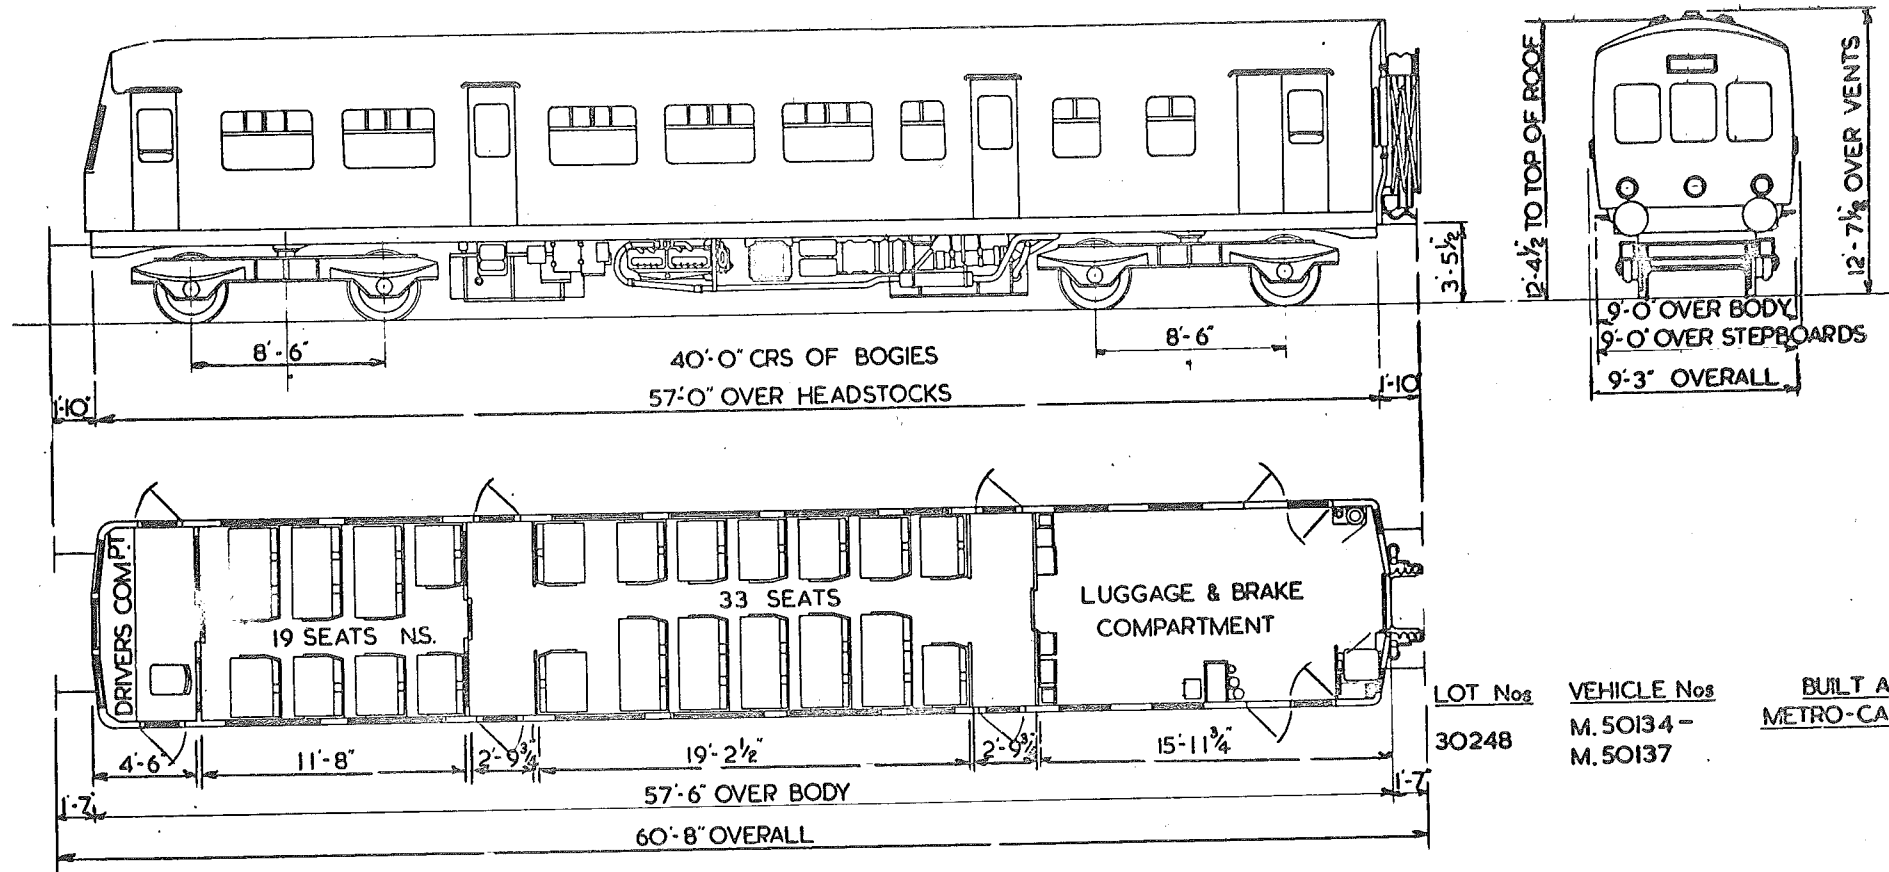 12'-4½" TO TOP OF ROOF
12'-7½" OVER VENTS
3'-5½"
9'-0" OVER BODY
9'-0" OVER STEPBOARDS
9'-3" OVERALL
8'-6"
40'-0" CRS OF BOGIES
8'-6"
1'-10"
57'-0" OVER HEADSTOCKS
1'-10"
DRIVERS COMPT.
19 SEATS N.S.
33 SEATS
LUGGAGE & BRAKE
COMPARTMENT
4'-6"
11'-8"
2'-9¾"
19'-2½"
2'-9¾"
15'-11¾"
1'-7"
57'-6" OVER BODY
1'-7"
60'-8" OVERALL
LOT Nos
30248
VEHICLE Nos
M.50134-
M.50137
BUILT A
METRO-CA